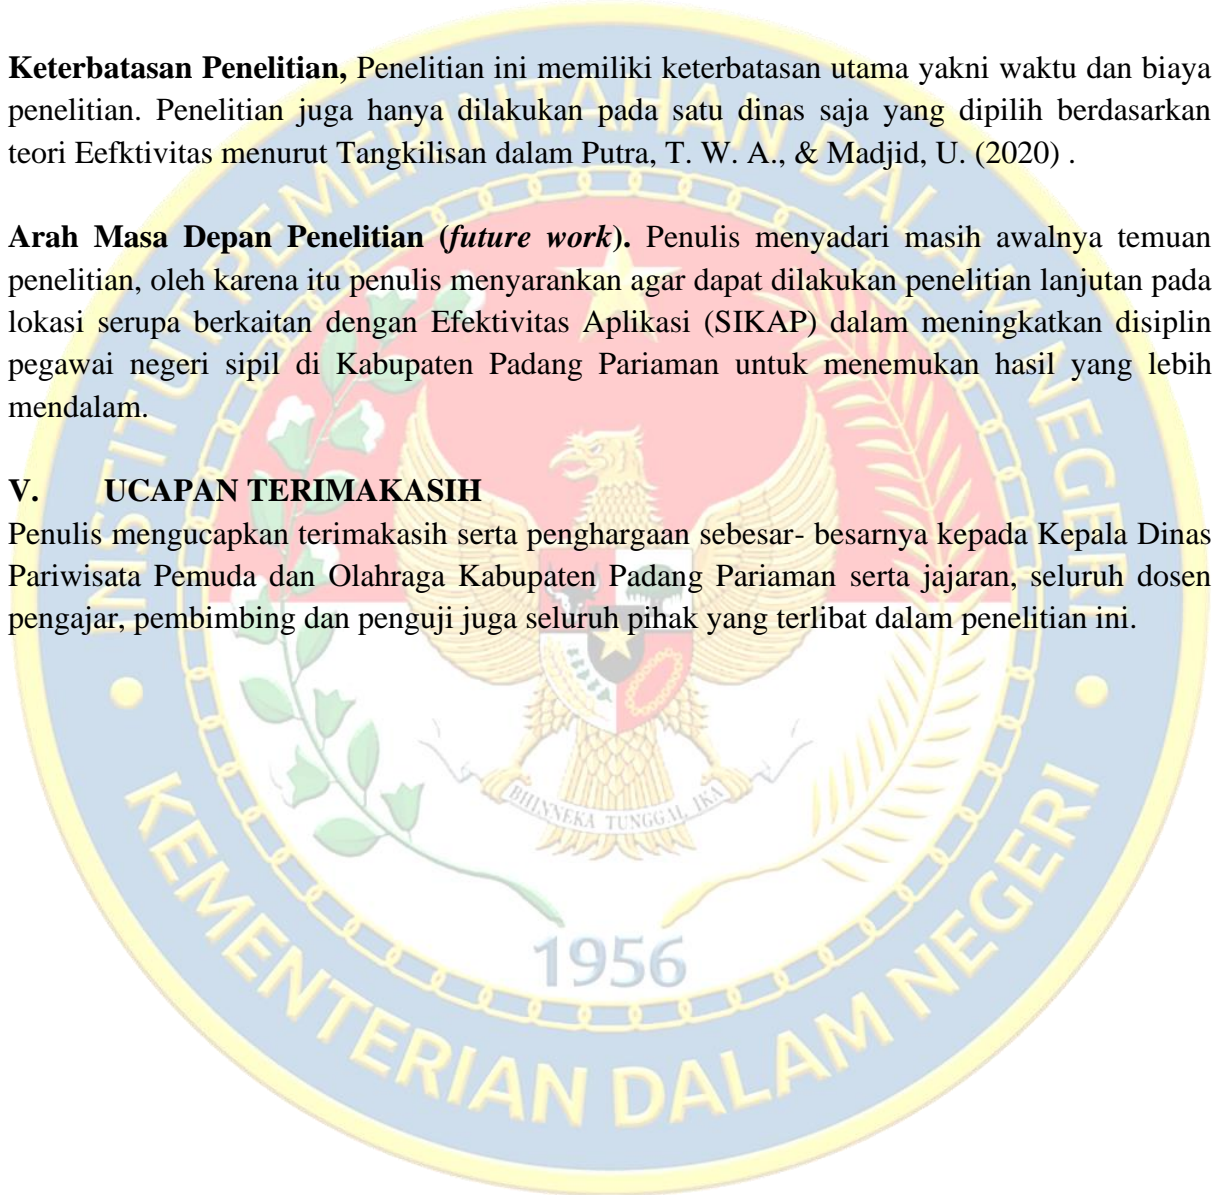 Keterbatasan Penelitian, Penelitian ini memiliki keterbatasan utama yakni waktu dan biaya
penelitian. Penelitian juga hanya dilakukan pada satu dinas saja yang dipilih berdasarkan
teori Eefktivitas menurut Tangkilisan dalam Putra, T. W. A., & Madjid, U. (2020) .
Arah Masa Depan Penelitian (future work). Penulis menyadari masih awalnya temuan
penelitian, oleh karena itu penulis menyarankan agar dapat dilakukan penelitian lanjutan pada
lokasi serupa berkaitan dengan Efektivitas Aplikasi (SIKAP) dalam meningkatkan disiplin
pegawai negeri sipil di Kabupaten Padang Pariaman untuk menemukan hasil yang lebih
mendalam.
V. UCAPAN TERIMAKASIH
Penulis mengucapkan terimakasih serta penghargaan sebesar- besarnya kepada Kepala Dinas
Pariwisata Pemuda dan Olahraga Kabupaten Padang Pariaman serta jajaran, seluruh dosen
pengajar, pembimbing dan penguji juga seluruh pihak yang terlibat dalam penelitian ini.
INSTITUT PEMERINTAHAN DALAM NEGERI
BHINNEKA TUNGGAL IKA
1956
KEMENTERIAN DALAM NEGERI